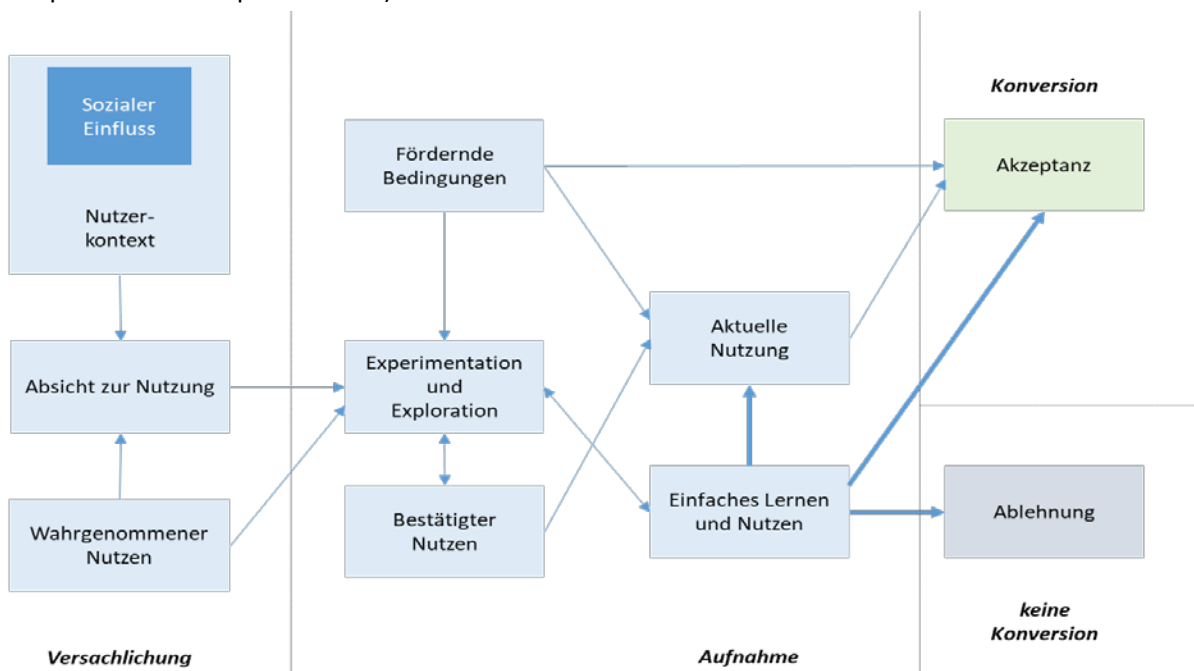 Sozialer
Einfluss
Nutzer-
kontext
Absicht zur Nutzung
Wahrgenommener
Nutzen
Versachlichung
Fördernde
Bedingungen
Experimentation
und
Exploration
Bestätigter
Nutzen
Aktuelle
Nutzung
Einfaches Lernen
und Nutzen
Aufnahme
Konversion
Akzeptanz
Ablehnung
keine
Konversion